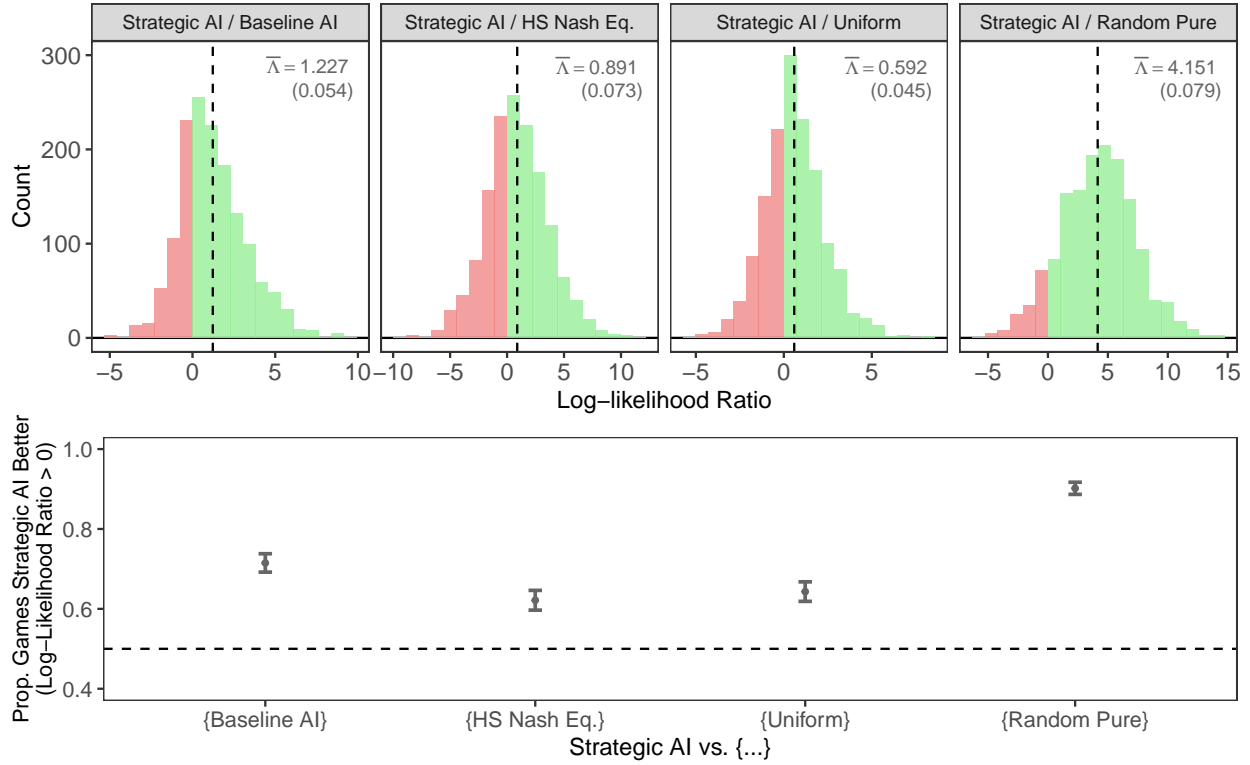 Strategic AI / Baseline AI
Strategic AI / HS Nash Eq.
Strategic AI / Uniform
Strategic AI / Random Pure
Λ̅ = 1.227
(0.054)
Λ̅ = 0.891
(0.073)
Λ̅ = 0.592
(0.045)
Λ̅ = 4.151
(0.079)
Count
300
200
100
0
−5 0 5 10
−10 −5 0 5 10
−5 0 5
−5 0 5 10 15
Log−likelihood Ratio
Prop. Games Strategic AI Better
(Log−Likelihood Ratio > 0)
1.0
0.8
0.6
0.4
{Baseline AI} {HS Nash Eq.} {Uniform} {Random Pure}
Strategic AI vs. {...}